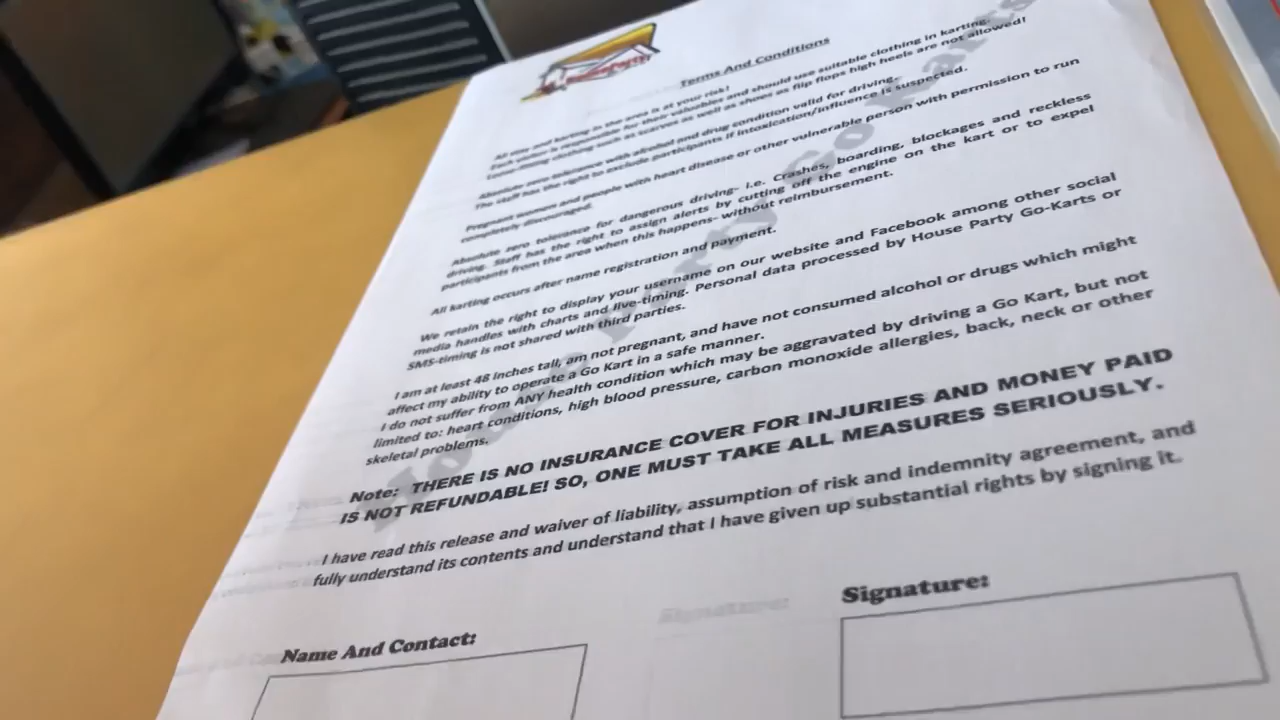 Terms And Conditions
All stay and karting in the area is at your risk!
Each visitor is responsible for their valuables and should use suitable clothing in karting.
Loose-fitting clothing such as scarves as well as shoes as flip flops high heels are not allowed!
Absolute zero tolerance with alcohol and drug condition valid for driving.
The staff has the right to exclude participants if intoxication/influence is suspected.
Pregnant women and people with heart disease or other vulnerable person with permission to run
completely discouraged.
Absolute zero tolerance for dangerous driving- i.e. Crashes, boarding, blockages and reckless
driving. Staff has the right to assign alerts by cutting off the engine on the kart or to expel
participants from the area when this happens- without reimbursement.
All karting occurs after name registration and payment.
We retain the right to display your username on our website and Facebook among other social
media handles with charts and live-timing. Personal data processed by House Party Go-Karts or
SMS-timing is not shared with third parties.
I am at least 48 inches tall, am not pregnant, and have not consumed alcohol or drugs which might
affect my ability to operate a Go Kart in a safe manner.
I do not suffer from ANY health condition which may be aggravated by driving a Go Kart, but not
limited to: heart conditions, high blood pressure, carbon monoxide allergies, back, neck or other
skeletal problems.
Note: THERE IS NO INSURANCE COVER FOR INJURIES AND MONEY PAID
IS NOT REFUNDABLE! SO, ONE MUST TAKE ALL MEASURES SERIOUSLY.
I have read this release and waiver of liability, assumption of risk and indemnity agreement, and
fully understand its contents and understand that I have given up substantial rights by signing it.
Name And Contact:
Signature:
House Party Go Karts